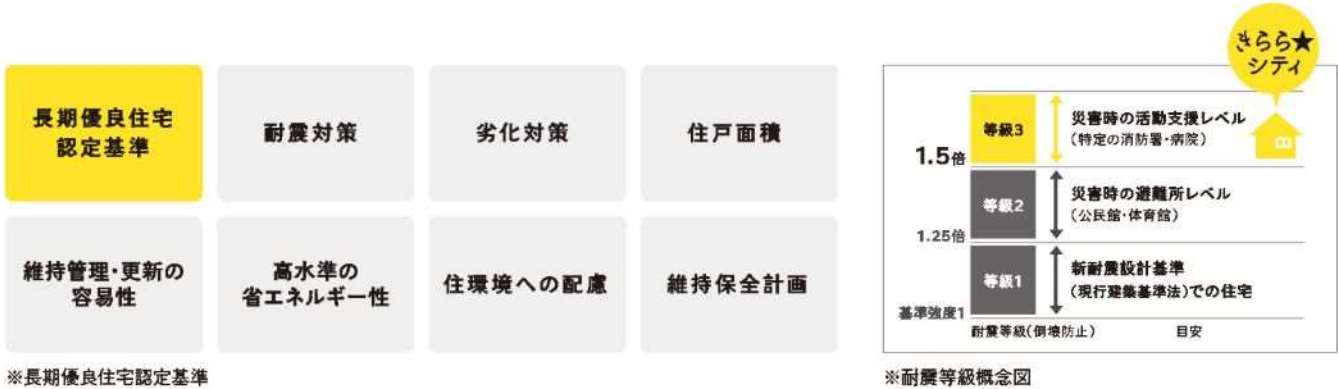 長期優良住宅
認定基準
耐震対策
劣化対策
住戸面積
維持管理・更新の
容易性
高水準の
省エネルギー性
住環境への配慮
維持保全計画
※長期優良住宅認定基準
きらら★
シティ
等級3
災害時の活動支援レベル
(特定の消防署・病院)
1.5倍
等級2
災害時の避難所レベル
(公民館・体育館)
1.25倍
等級1
新耐震設計基準
(現行建築基準法)での住宅
基準強度1
耐震等級(倒壊防止)
目安
※耐震等級概念図